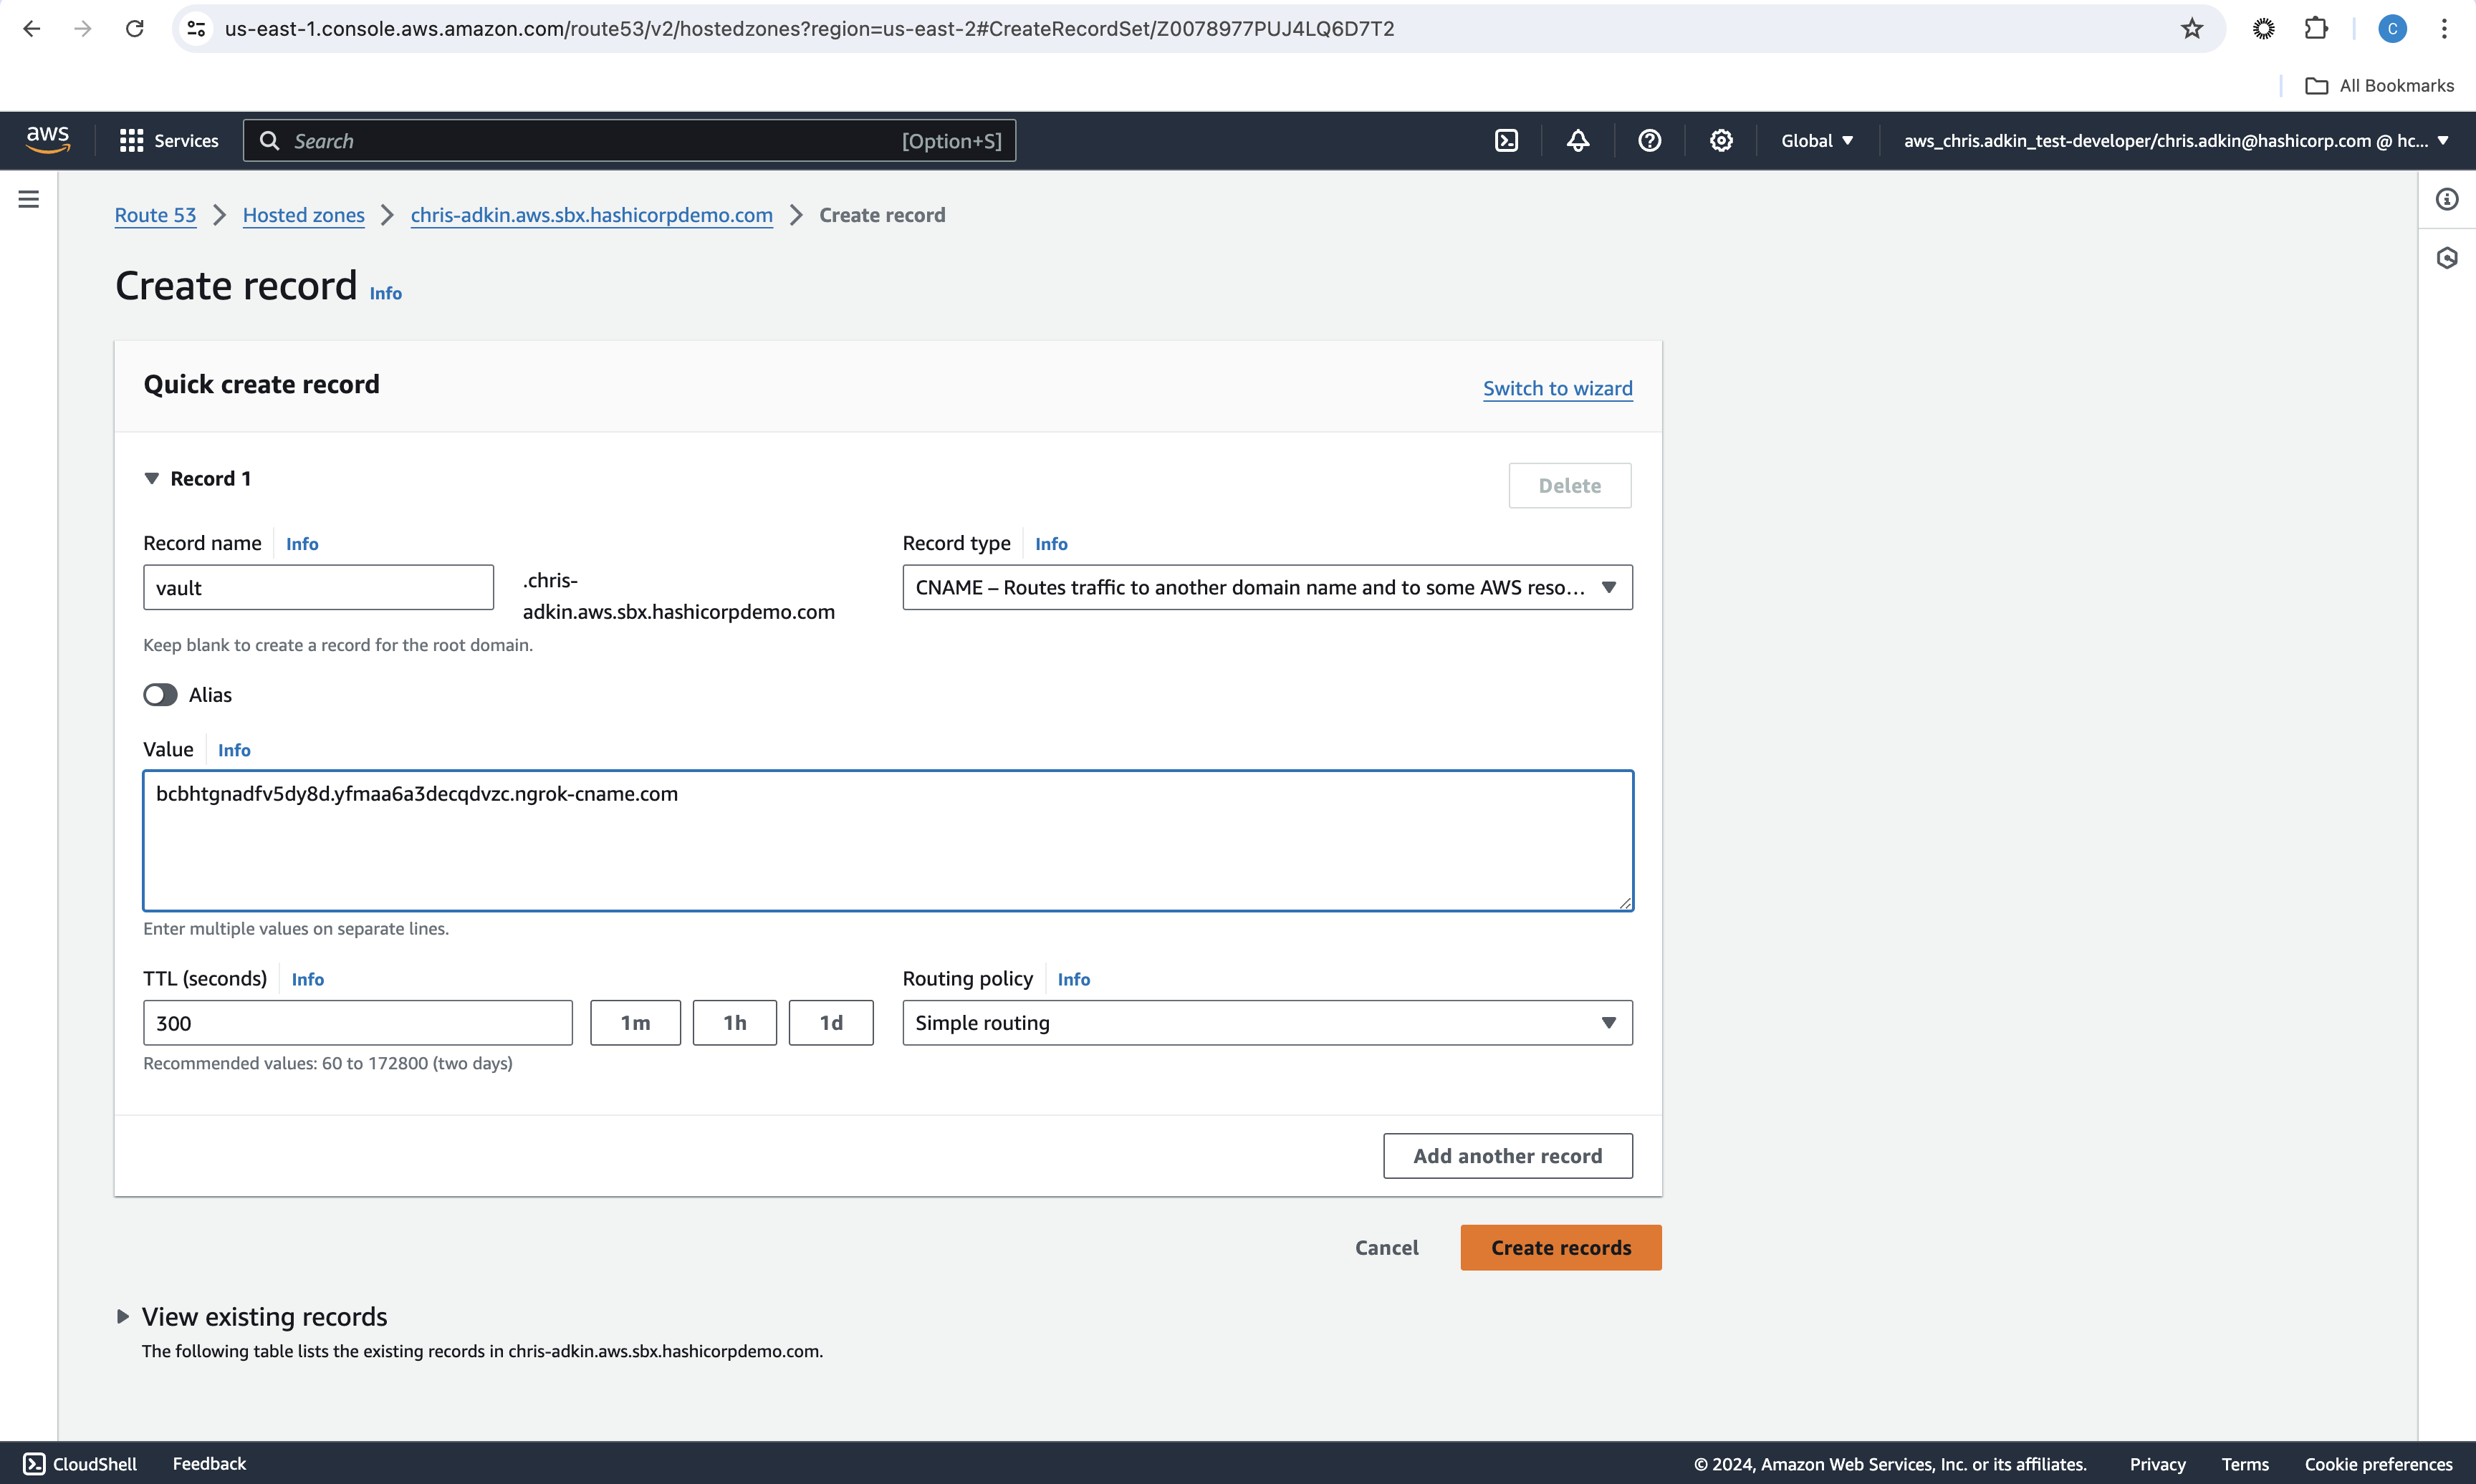 us-east-1.console.aws.amazon.com/route53/v2/hostedzones?region=us-east-2#CreateRecordSet/Z0078977PUJ4LQ6D7T2
C
All Bookmarks
aws
Services
Search
[Option+S]
Global
aws_chris.adkin_test-developer/chris.adkin@hashicorp.com @ hc...
Route 53
Hosted zones
chris-adkin.aws.sbx.hashicorpdemo.com
Create record
Create record
Info
Quick create record
Switch to wizard
Record 1
Delete
Record name
Info
Record type
Info
vault
.chris-
adkin.aws.sbx.hashicorpdemo.com
CNAME – Routes traffic to another domain name and to some AWS reso...
Keep blank to create a record for the root domain.
Alias
Value
Info
bcbhtgnadfv5dy8d.yfmaa6a3decqdvzc.ngrok-cname.com
Enter multiple values on separate lines.
TTL (seconds)
Info
Routing policy
Info
300
1m
1h
1d
Simple routing
Recommended values: 60 to 172800 (two days)
Add another record
Cancel
Create records
View existing records
The following table lists the existing records in chris-adkin.aws.sbx.hashicorpdemo.com.
CloudShell
Feedback
© 2024, Amazon Web Services, Inc. or its affiliates.
Privacy
Terms
Cookie preferences